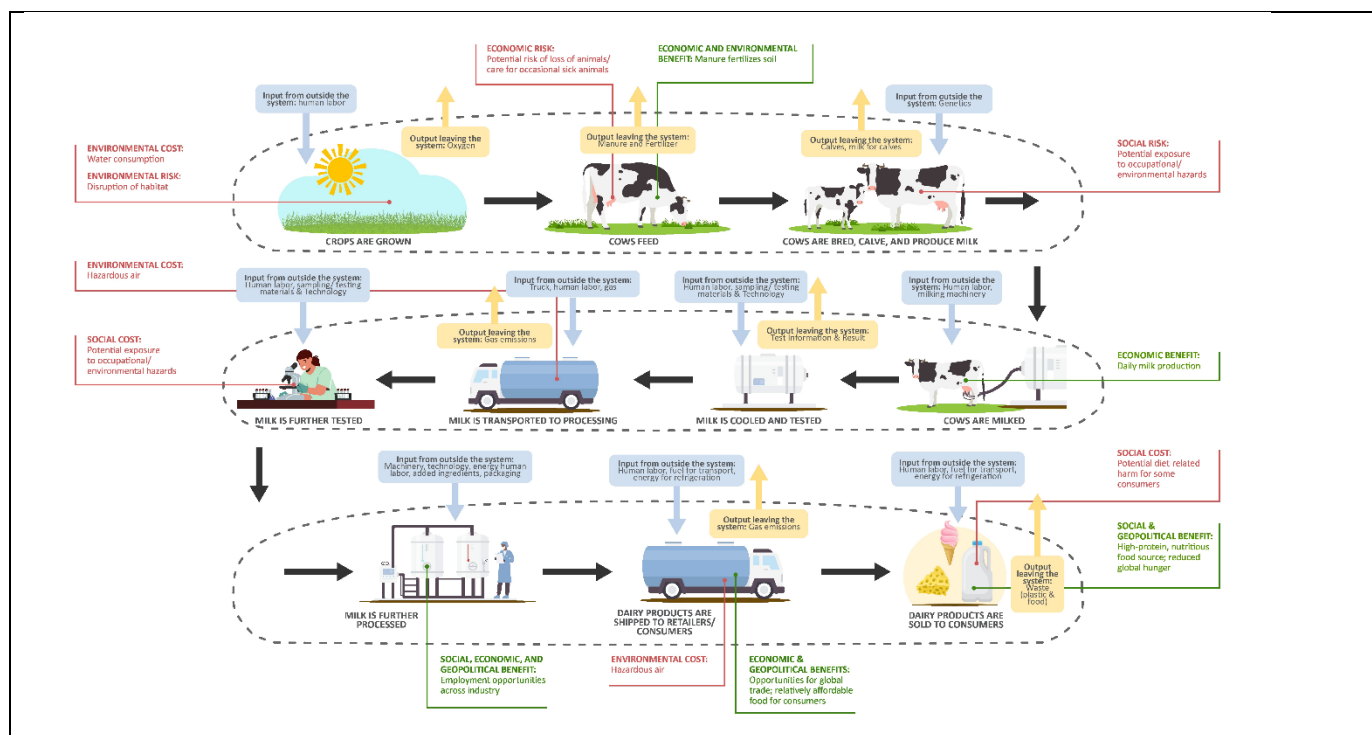 ECONOMIC RISK:
Potential risk of loss of animals/
care for occasional sick animals
ECONOMIC AND ENVIRONMENTAL
BENEFIT: Manure fertilizes soil
Input from outside the
system: human labor
Output leaving the
system: Oxygen
Output leaving the system:
Manure and Fertilizer
Output leaving the system:
Calves, milk for calves
Input from outside the
system: Genetics
ENVIRONMENTAL COST:
Water consumption
ENVIRONMENTAL RISK:
Disruption of habitat
SOCIAL RISK:
Potential exposure
to occupational/
environmental hazards
CROPS ARE GROWN
COWS FEED
COWS ARE BRED, CALVE, AND PRODUCE MILK
ENVIRONMENTAL COST:
Hazardous air
Input from outside the system:
Human labor, sampling/ testing
materials & Technology
Input from outside the system:
Truck, human labor, gas
Output leaving the
system: Gas emissions
Input from outside the system:
Human labor, sampling/ testing
materials & Technology
Output leaving the system:
Test Information & Result
Input from outside the
system: Human labor,
milking machinery
SOCIAL COST:
Potential exposure
to occupational/
environmental hazards
ECONOMIC BENEFIT:
Daily milk production
MILK IS FURTHER TESTED
MILK IS TRANSPORTED TO PROCESSING
MILK IS COOLED AND TESTED
COWS ARE MILKED
Input from outside the system:
Machinery, technology, energy human
labor, added ingredients, packaging
Input from outside the system:
Human labor, fuel for transport,
energy for refrigeration
Output leaving the
system: Gas emissions
Input from outside the system:
Human labor, fuel for transport,
energy for refrigeration
SOCIAL COST:
Potential diet related
harm for some
consumers
SOCIAL &
GEOPOLITICAL BENEFIT:
High-protein, nutritious
food source; reduced
global hunger
Output
leaving the
system:
Waste
(plastic &
food)
MILK IS FURTHER
PROCESSED
DAIRY PRODUCTS ARE
SHIPPED TO RETAILERS/
CONSUMERS
DAIRY PRODUCTS ARE
SOLD TO CONSUMERS
SOCIAL, ECONOMIC, AND
GEOPOLITICAL BENEFIT:
Employment opportunities
across industry
ENVIRONMENTAL COST:
Hazardous air
ECONOMIC &
GEOPOLITICAL BENEFITS:
Opportunities for global
trade; relatively affordable
food for consumers